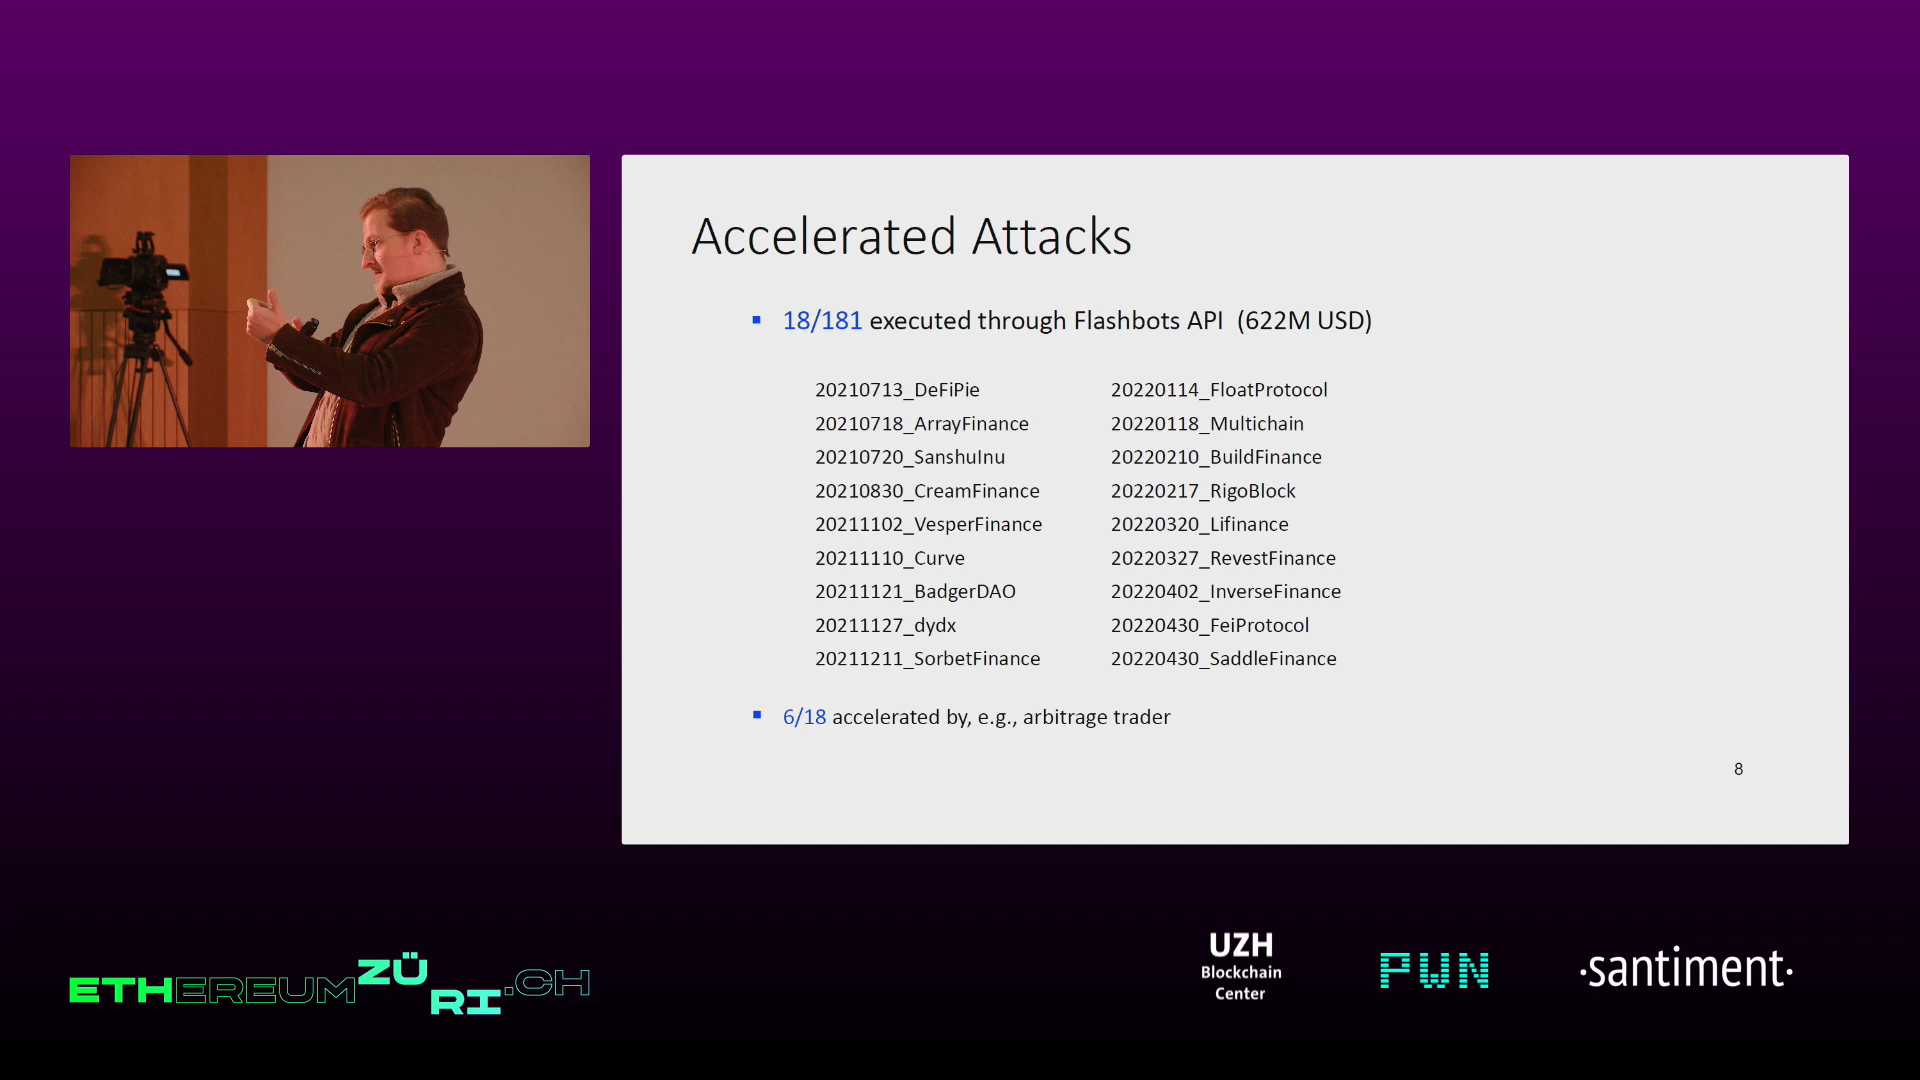 Accelerated Attacks
18/181 executed through Flashbots API (622M USD)
20210713_DeFiPie
20210718_ArrayFinance
20210720_SanshuInu
20210830_CreamFinance
20211102_VesperFinance
20211110_Curve
20211121_BadgerDAO
20211127_dydx
20211211_SorbetFinance
20220114_FloatProtocol
20220118_Multichain
20220210_BuildFinance
20220217_RigoBlock
20220320_Lifinance
20220327_RevestFinance
20220402_InverseFinance
20220430_FeiProtocol
20220430_SaddleFinance
6/18 accelerated by, e.g., arbitrage trader
8
ETHEREUMZÜRI.CH
UZH
Blockchain
Center
PWN
·santiment·